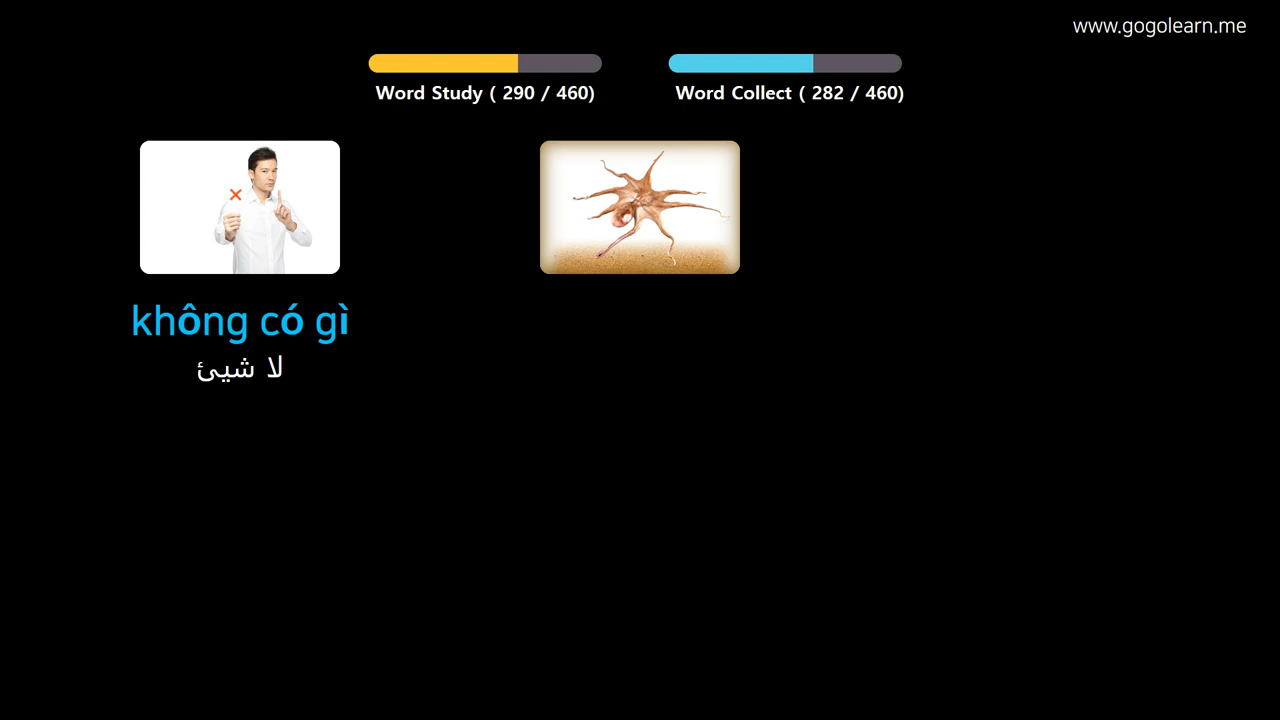 www.gogolearn.me
Word Study ( 290 / 460)
Word Collect ( 282 / 460)
không có gì
لا شيئ